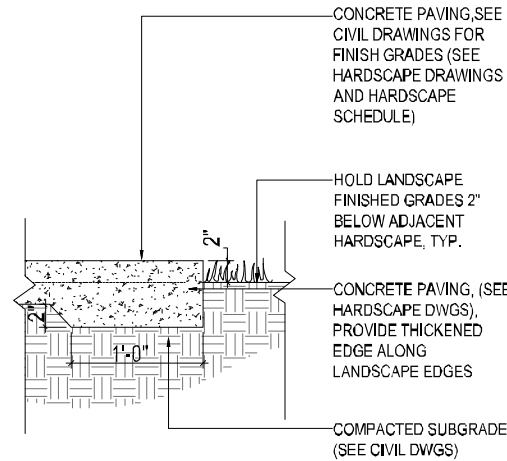 CONCRETE PAVING,SEE
CIVIL DRAWINGS FOR
FINISH GRADES (SEE
HARDSCAPE DRAWINGS
AND HARDSCAPE
SCHEDULE)
HOLD LANDSCAPE
FINISHED GRADES 2"
BELOW ADJACENT
HARDSCAPE, TYP.
2"
CONCRETE PAVING, (SEE
HARDSCAPE DWGS),
PROVIDE THICKENED
EDGE ALONG
LANDSCAPE EDGES
2"
1'-0"
COMPACTED SUBGRADE
(SEE CIVIL DWGS)